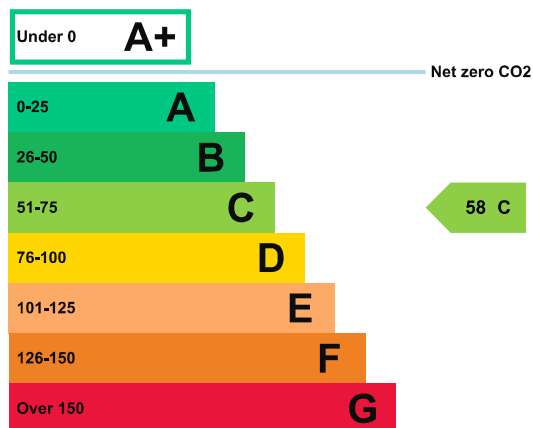 Under 0 A+
Net zero CO2
0-25 A
26-50 B
51-75 C
58 C
76-100 D
101-125 E
126-150 F
Over 150 G